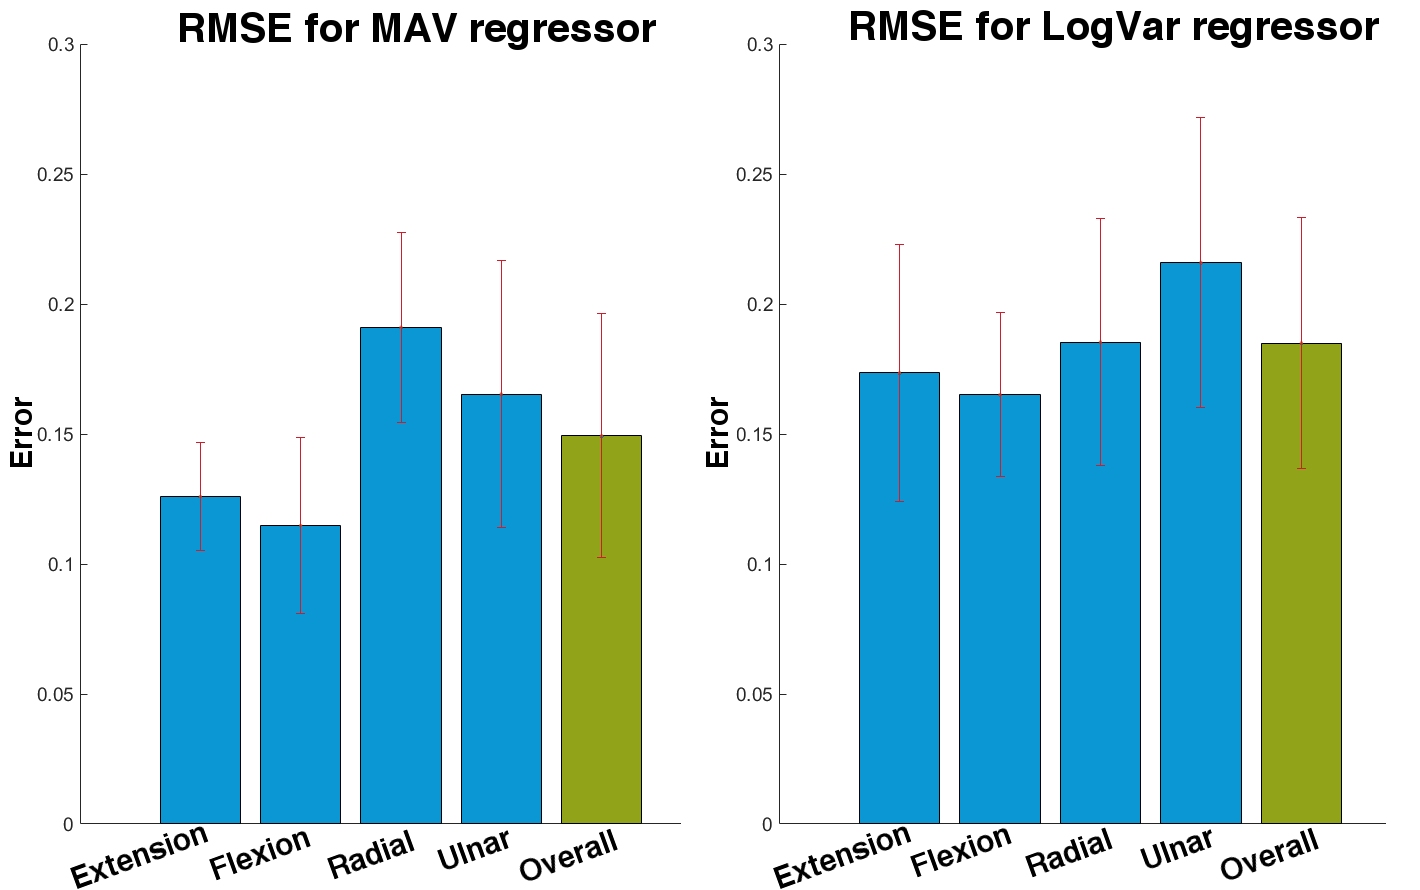 RMSE for MAV regressor
0.3
0.25
0.2
0.15
0.1
0.05
0
Error
Extension
Flexion
Radial
Ulnar
Overall
RMSE for LogVar regressor
0.3
0.25
0.2
0.15
0.1
0.05
0
Error
Extension
Flexion
Radial
Ulnar
Overall